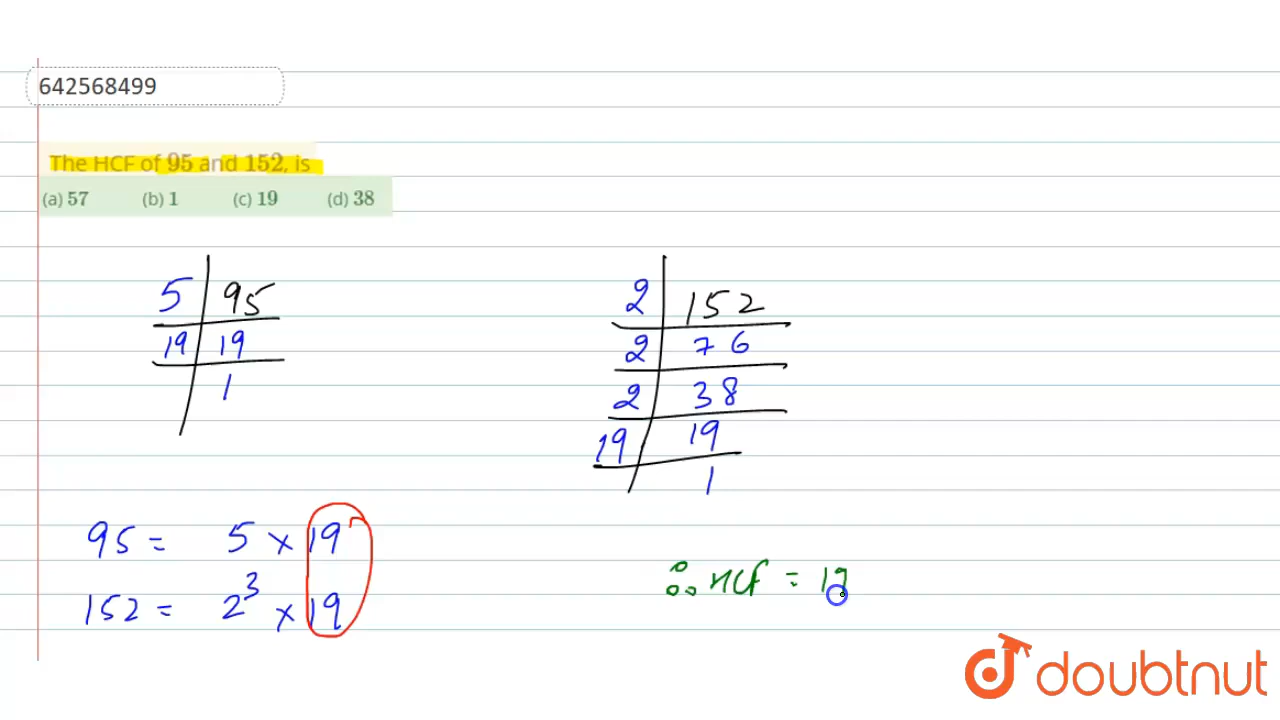 642568499
The HCF of 95 and 152, is
(a) 57 (b) 1 (c) 19 (d) 38
5 95
19 19
1
2 152
2 76
2 38
19 19
1
95 = 5 × 19
152 = 2³ × 19
∴ HCF = 19
doubtnut